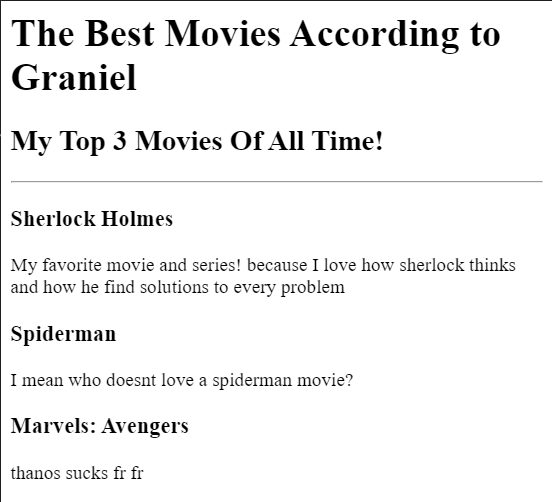 The Best Movies According to
Graniel
My Top 3 Movies Of All Time!
Sherlock Holmes
My favorite movie and series! because I love how sherlock thinks
and how he find solutions to every problem
Spiderman
I mean who doesnt love a spiderman movie?
Marvels: Avengers
thanos sucks fr fr